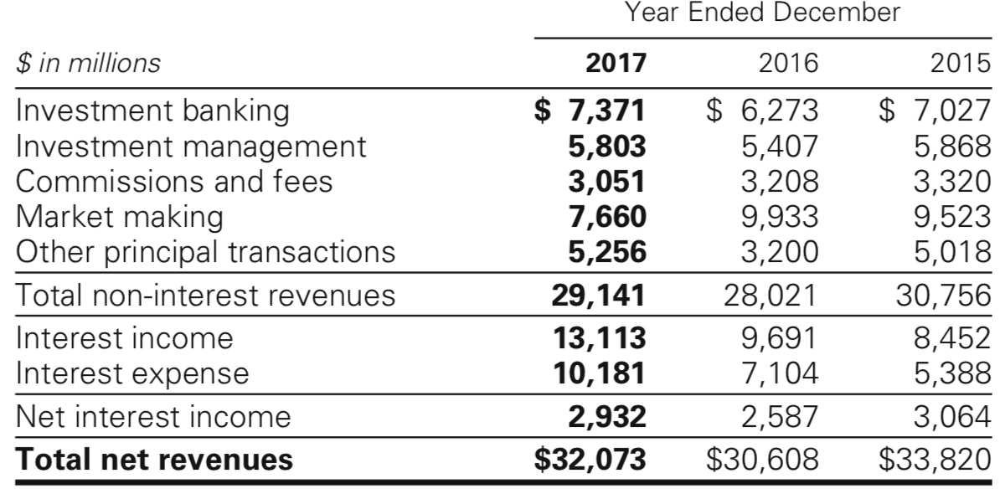 Year Ended December
$ in millions 2017 2016 2015
Investment banking $ 7,371 $ 6,273 $ 7,027
Investment management 5,803 5,407 5,868
Commissions and fees 3,051 3,208 3,320
Market making 7,660 9,933 9,523
Other principal transactions 5,256 3,200 5,018
Total non-interest revenues 29,141 28,021 30,756
Interest income 13,113 9,691 8,452
Interest expense 10,181 7,104 5,388
Net interest income 2,932 2,587 3,064
Total net revenues $32,073 $30,608 $33,820